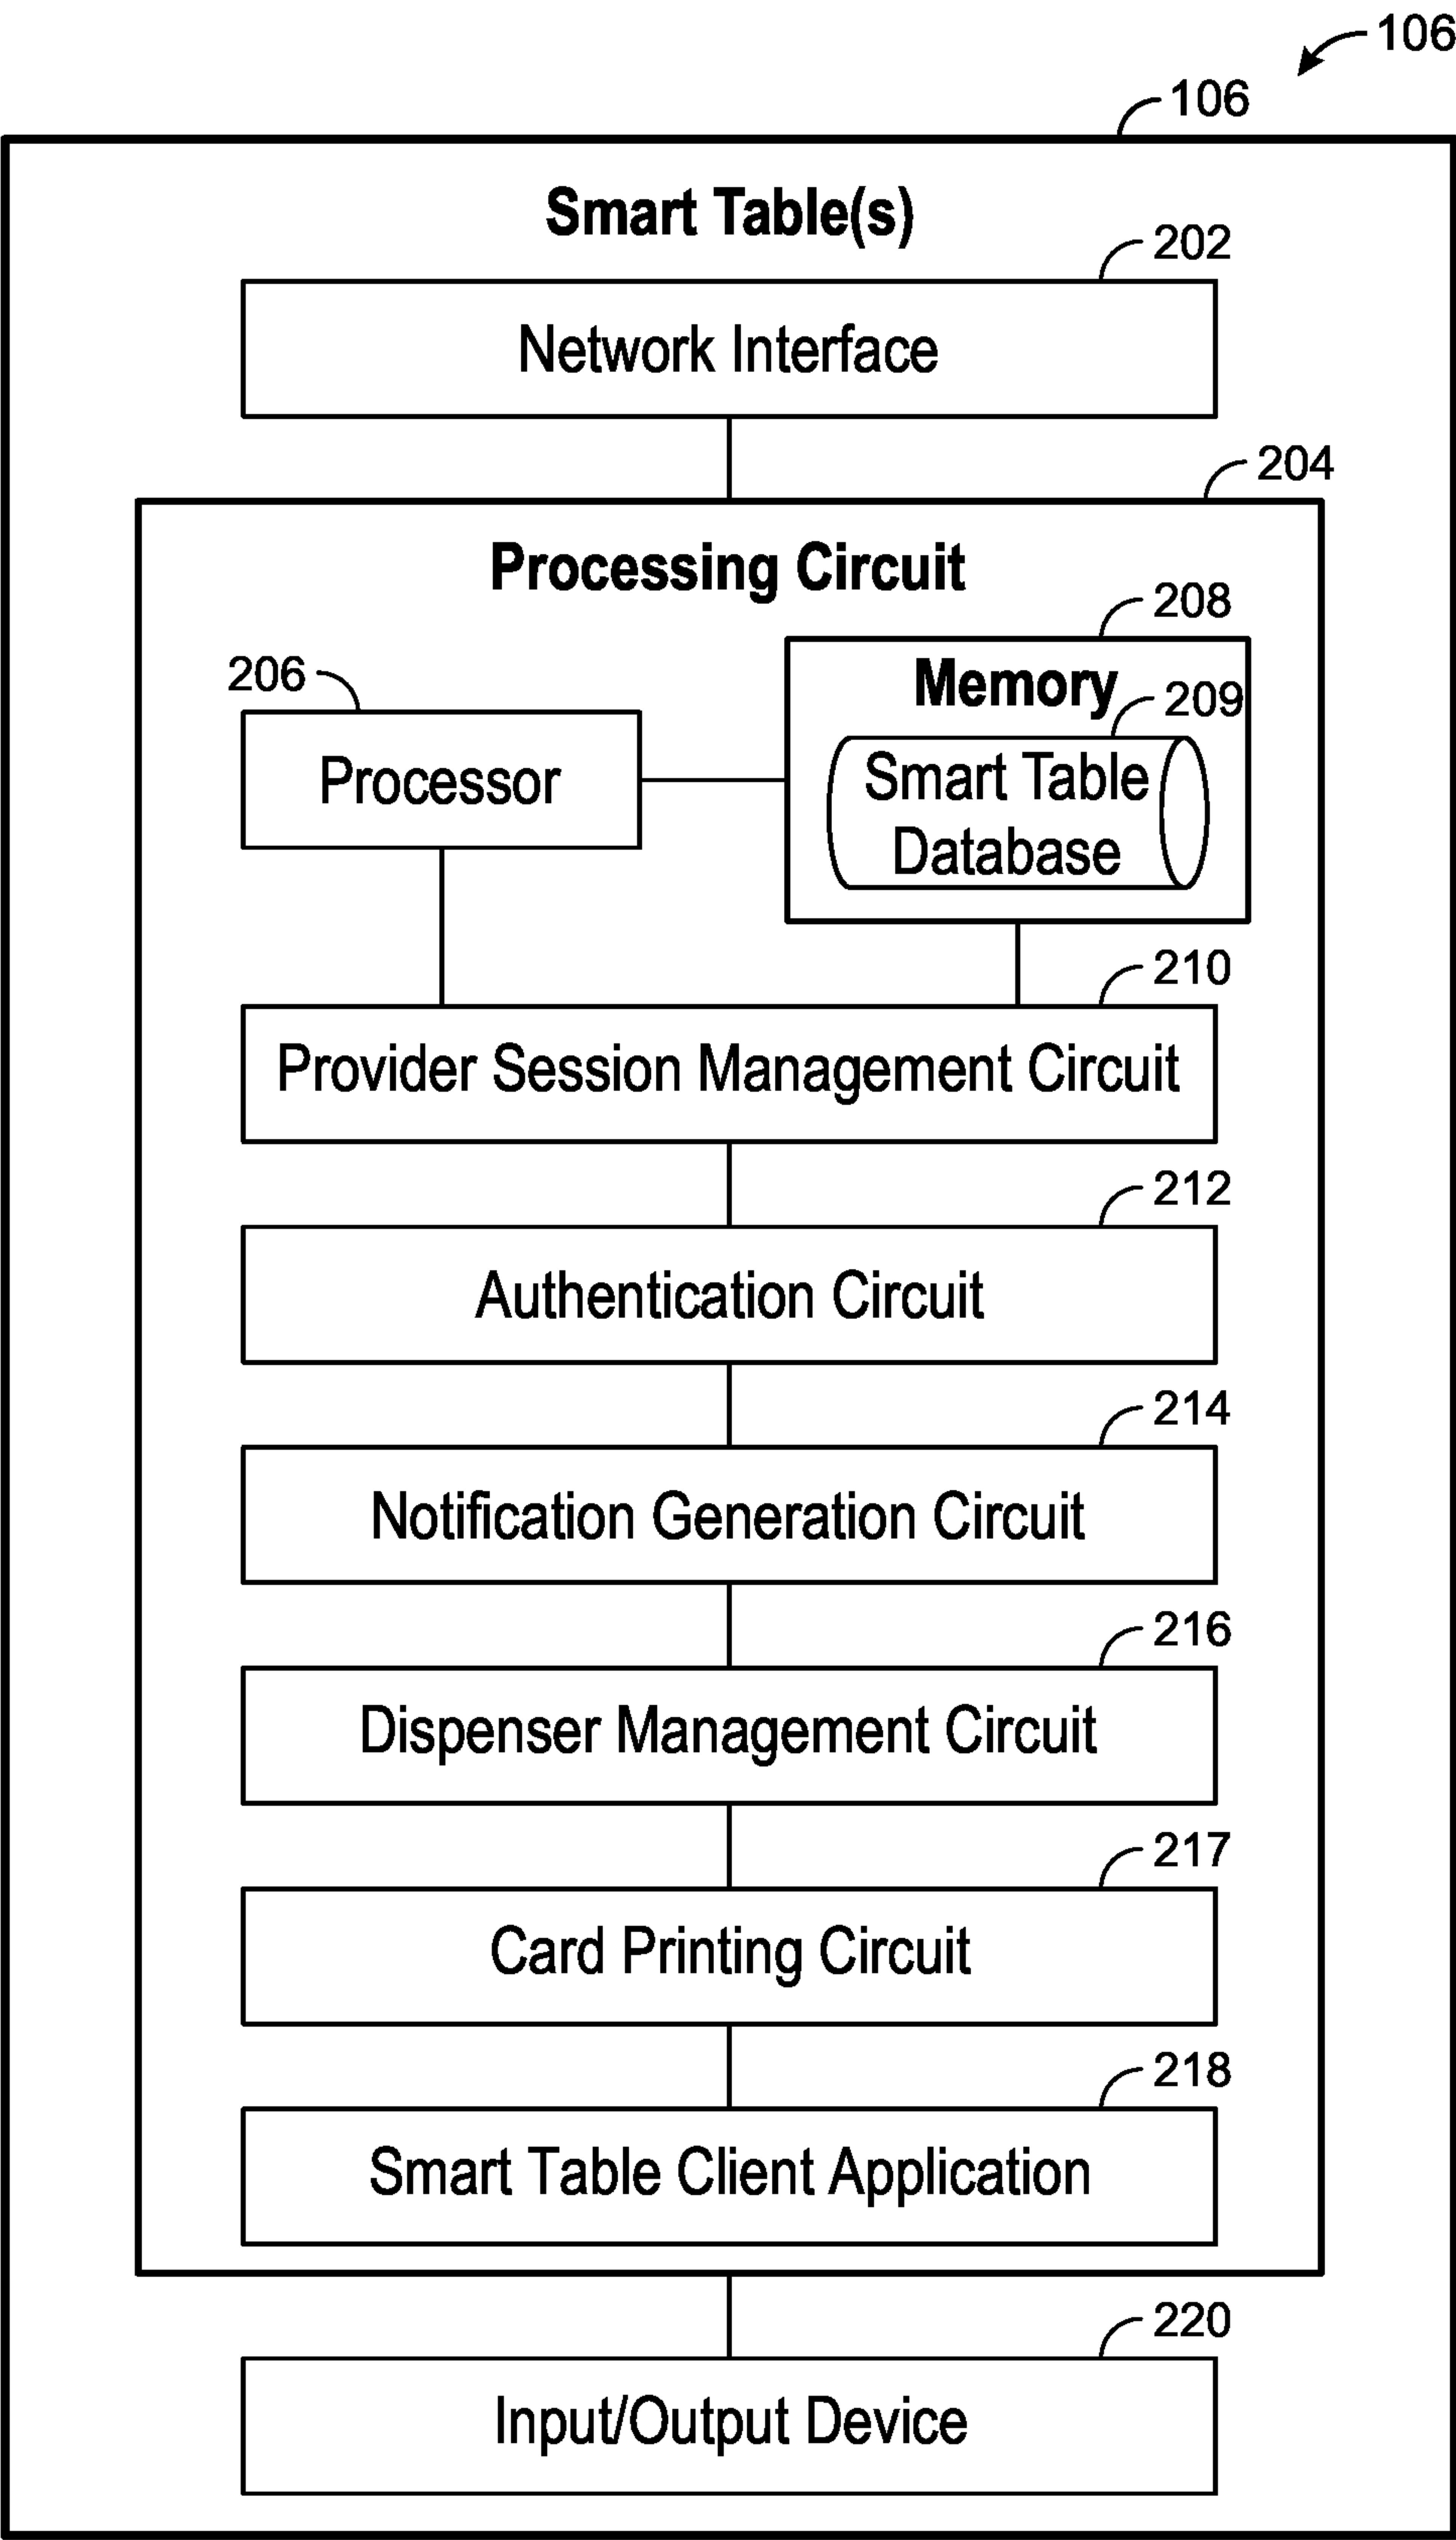 106
106
Smart Table(s)
202
Network Interface
204
Processing Circuit
208
206
Memory
209
Processor
Smart Table
Database
210
Provider Session Management Circuit
212
Authentication Circuit
214
Notification Generation Circuit
216
Dispenser Management Circuit
217
Card Printing Circuit
218
Smart Table Client Application
220
Input/Output Device